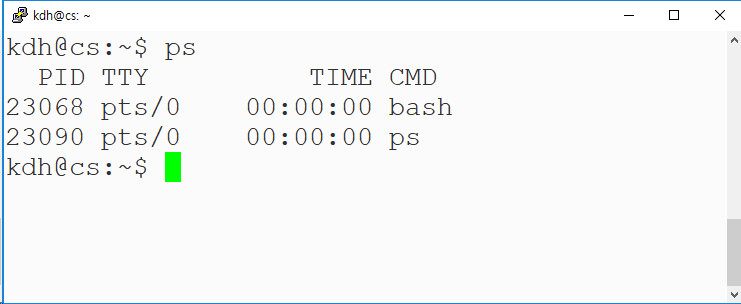 kdh@cs: ~
kdh@cs:~$ ps
  PID TTY          TIME CMD
23068 pts/0    00:00:00 bash
23090 pts/0    00:00:00 ps
kdh@cs:~$